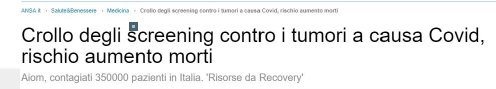 ANSA.it › Salute&Benessere › Medicina › Crollo degli screening contro i tumori a causa Covid, rischio aumento morti
Crollo degli screening contro i tumori a causa Covid,
rischio aumento morti
Aiom, contagiati 350000 pazienti in Italia. 'Risorse da Recovery'